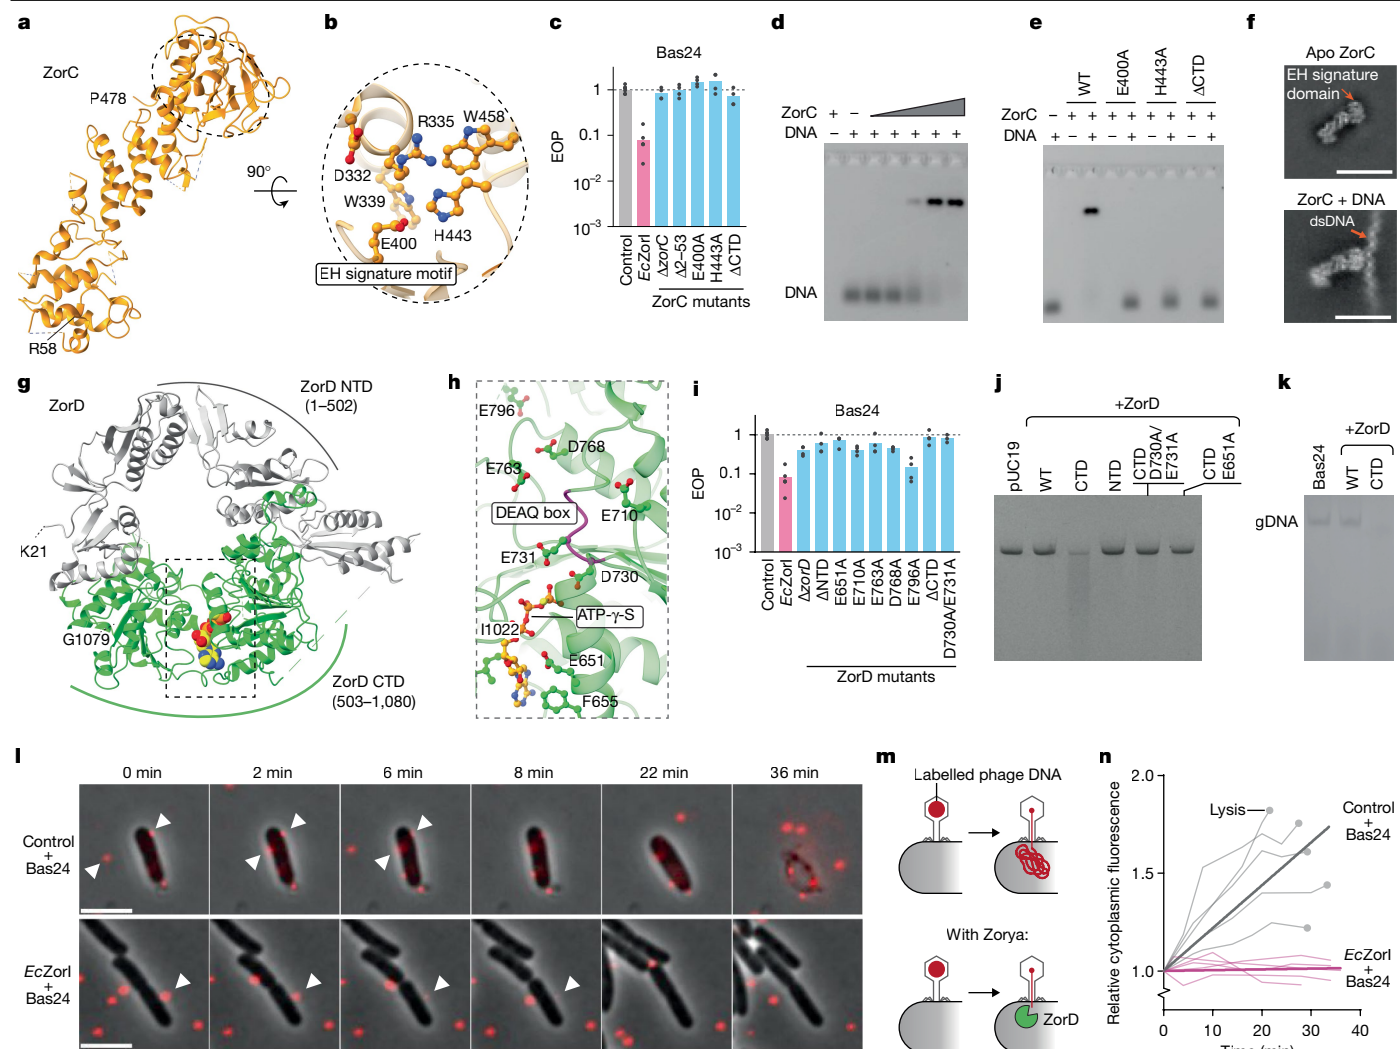 a
ZorC
P478
R58
90°
b
R335
W458
D332
W339
E400
H443
EH signature motif
c
Bas24
EOP
1
0.1
10−2
10−3
Control
EcZorI
ΔzorC
Δ2–53
E400A
H443A
ΔCTD
ZorC mutants
d
ZorC + −
DNA − + + + + + +
DNA
e
WT
E400A
H443A
ΔCTD
ZorC − + + + + + + + +
DNA + − + − + − + − +
f
Apo ZorC
EH signature
domain
ZorC + DNA
dsDNA
g
ZorD
ZorD NTD
(1–502)
K21
G1079
ZorD CTD
(503–1,080)
h
E796
D768
E763
DEAQ box
E710
E731
D730
ATP-γ-S
I1022
E651
F655
i
Bas24
EOP
1
0.1
10−2
10−3
Control
EcZorI
ΔzorD
ΔNTD
E651A
E710A
E763A
D768A
E796A
ΔCTD
D730A/E731A
ZorD mutants
j
+ZorD
pUC19
WT
CTD
NTD
CTD
D730A/
E731A
CTD
E651A
k
+ZorD
Bas24
WT
CTD
gDNA
l
0 min
2 min
6 min
8 min
22 min
36 min
Control
+
Bas24
EcZorI
+
Bas24
m
Labelled phage DNA
With Zorya:
ZorD
n
Relative cytoplasmic fluorescence
2.0
1.5
1.0
Lysis
Control +
Bas24
EcZorI +
Bas24
0 10 20 30 40
Time (min)